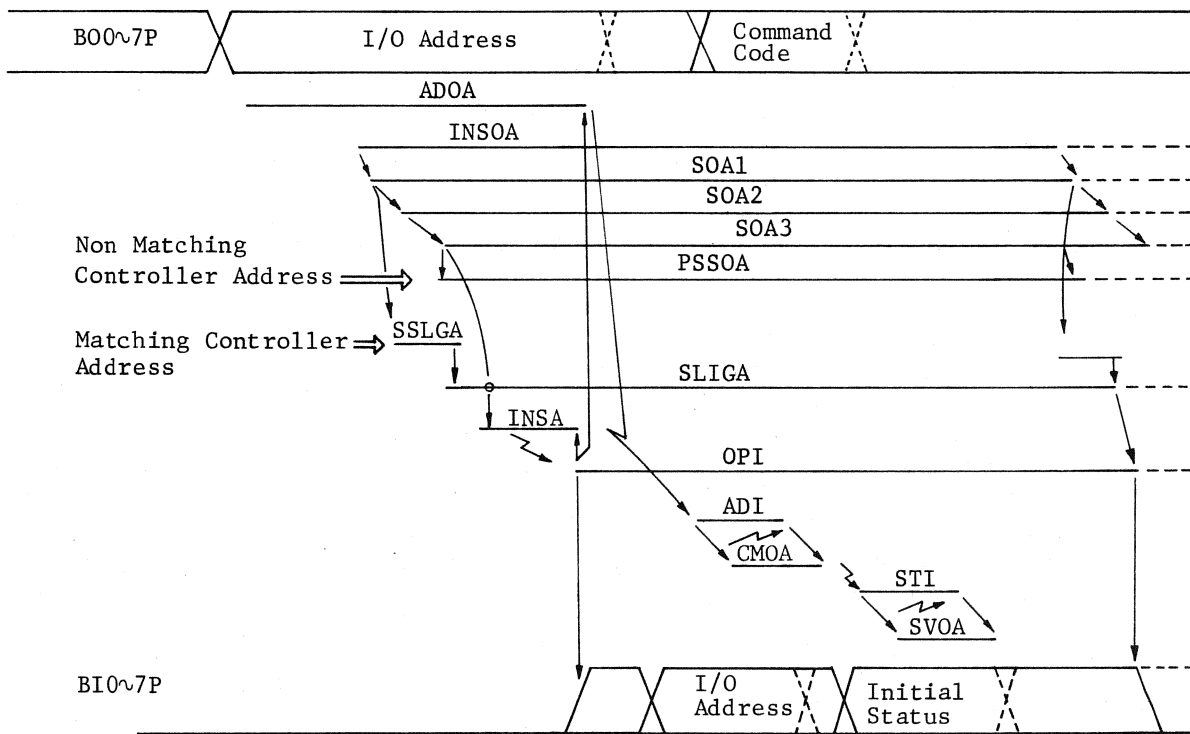 BO0∿7P
I/O Address
Command
Code
ADOA
INSOA
SOA1
SOA2
SOA3
Non Matching
Controller Address
PSSOA
Matching Controller
Address
SSLGA
SLIGA
INSA
OPI
ADI
CMOA
STI
SVOA
BI0∿7P
I/O
Address
Initial
Status